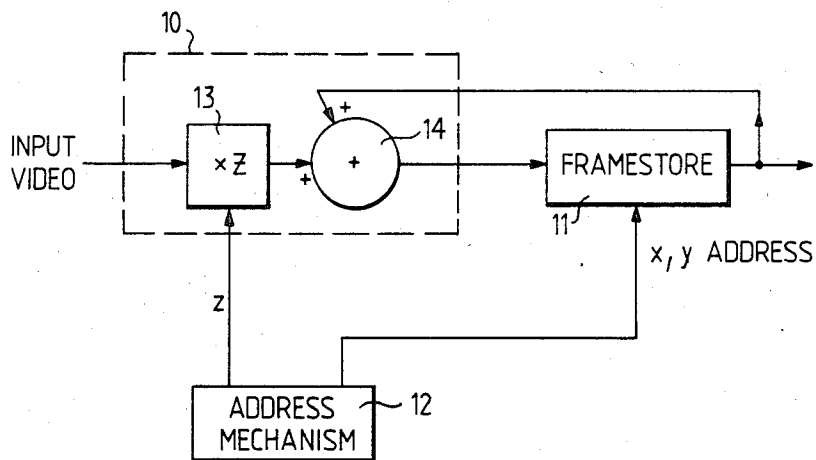 10
13
14
INPUT
VIDEO
× Z
+
+
+
FRAMESTORE
11
x, y ADDRESS
z
ADDRESS
MECHANISM
12